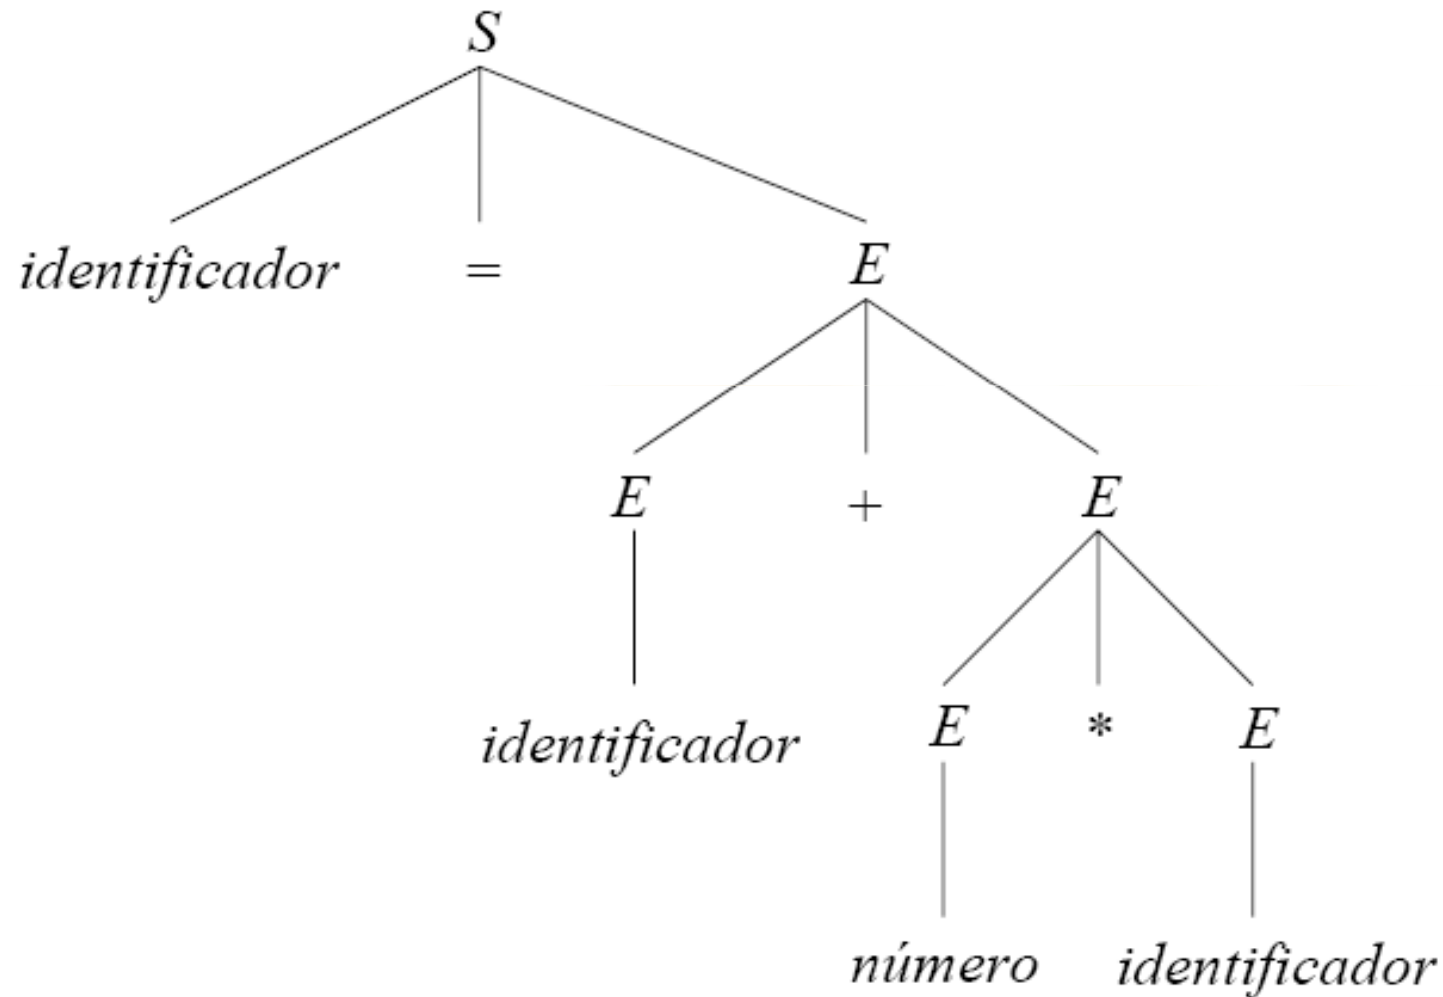 S
identificador = E
E + E
identificador E * E
número identificador